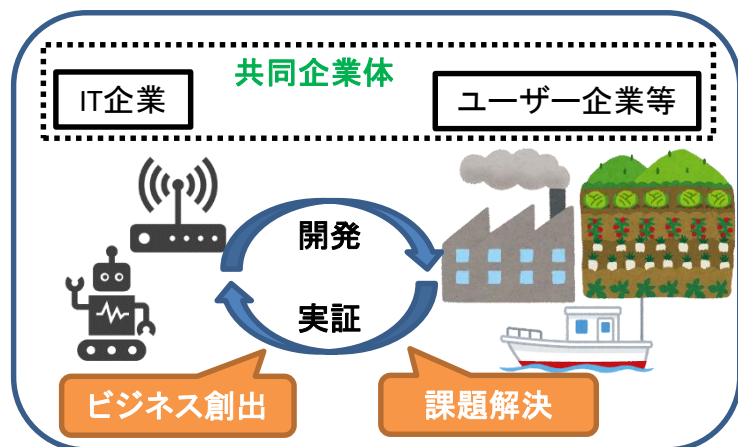 共同企業体
IT企業
ユーザー企業等
開発
実証
ビジネス創出
課題解決